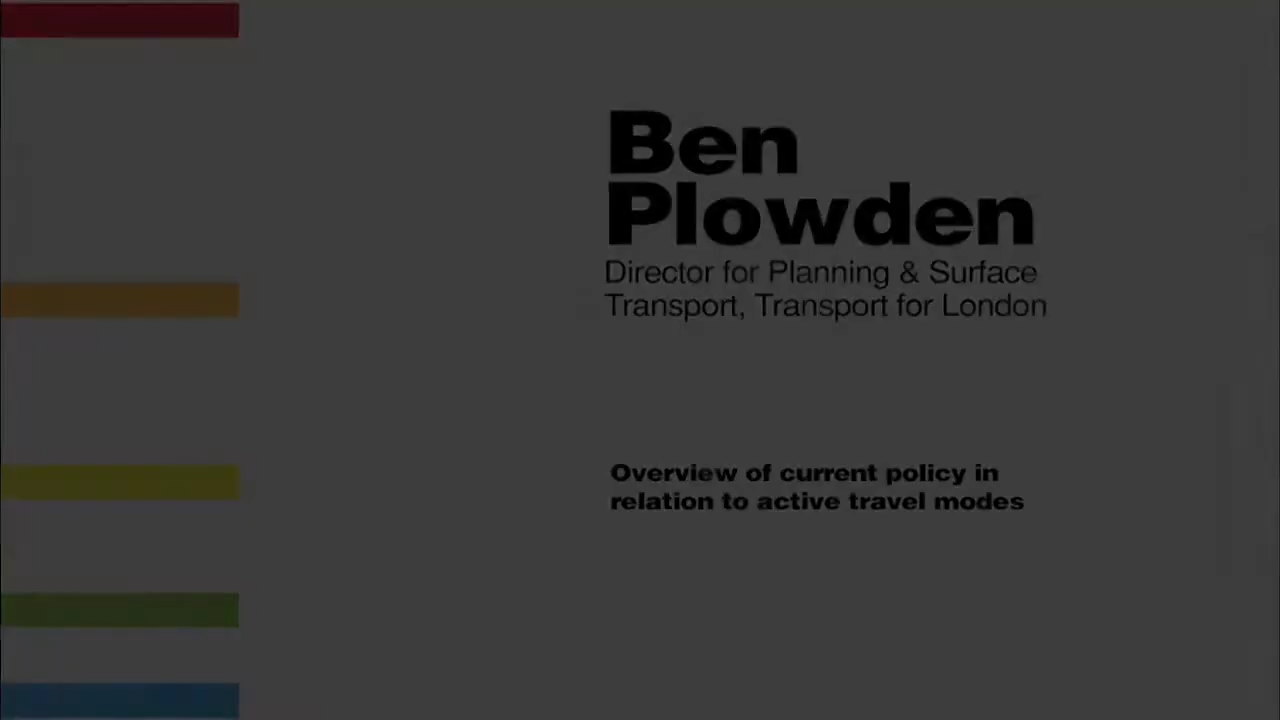 Ben
Plowden
Director for Planning & Surface
Transport, Transport for London
Overview of current policy in
relation to active travel modes